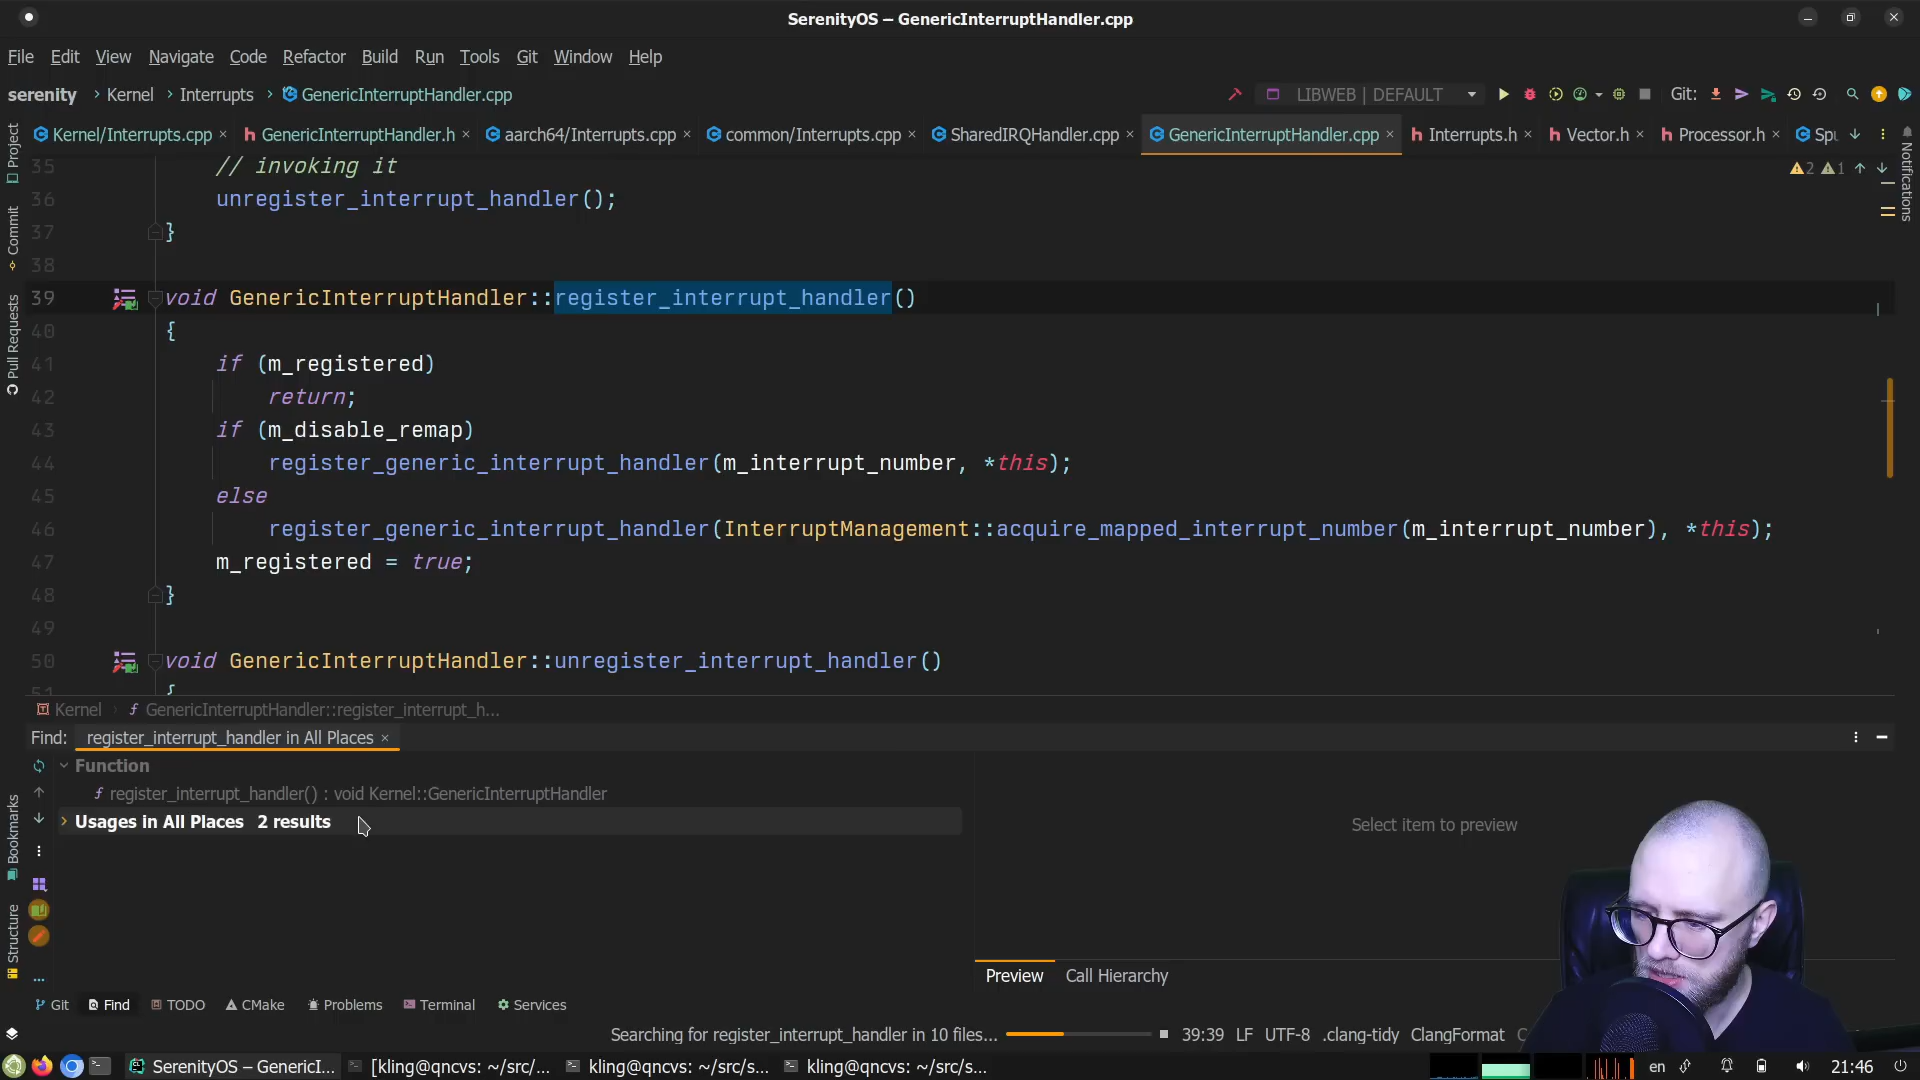 SerenityOS – GenericInterruptHandler.cpp
File Edit View Navigate Code Refactor Build Run Tools Git Window Help
serenity Kernel Interrupts GenericInterruptHandler.cpp LIBWEB | DEFAULT Git:
Kernel/Interrupts.cpp GenericInterruptHandler.h aarch64/Interrupts.cpp common/Interrupts.cpp SharedIRQHandler.cpp GenericInterruptHandler.cpp Interrupts.h Vector.h Processor.h
Project
Commit
Pull Requests
Bookmarks
Structure
Notifications
2 1
35 // invoking it
36 unregister_interrupt_handler();
37 }
38
39 void GenericInterruptHandler::register_interrupt_handler()
40 {
41 if (m_registered)
42 return;
43 if (m_disable_remap)
44 register_generic_interrupt_handler(m_interrupt_number, *this);
45 else
46 register_generic_interrupt_handler(InterruptManagement::acquire_mapped_interrupt_number(m_interrupt_number), *this);
47 m_registered = true;
48 }
49
50 void GenericInterruptHandler::unregister_interrupt_handler()
51 {
Kernel f GenericInterruptHandler::register_interrupt_h...
Find: register_interrupt_handler in All Places
Function
f register_interrupt_handler() : void Kernel::GenericInterruptHandler
Usages in All Places 2 results
Select item to preview
Preview Call Hierarchy
Git Find TODO CMake Problems Terminal Services
Searching for register_interrupt_handler in 10 files... 39:39 LF UTF-8 .clang-tidy ClangFormat
SerenityOS – GenericI... [kling@qncvs: ~/src/... kling@qncvs: ~/src/s... kling@qncvs: ~/src/s... en 21:46